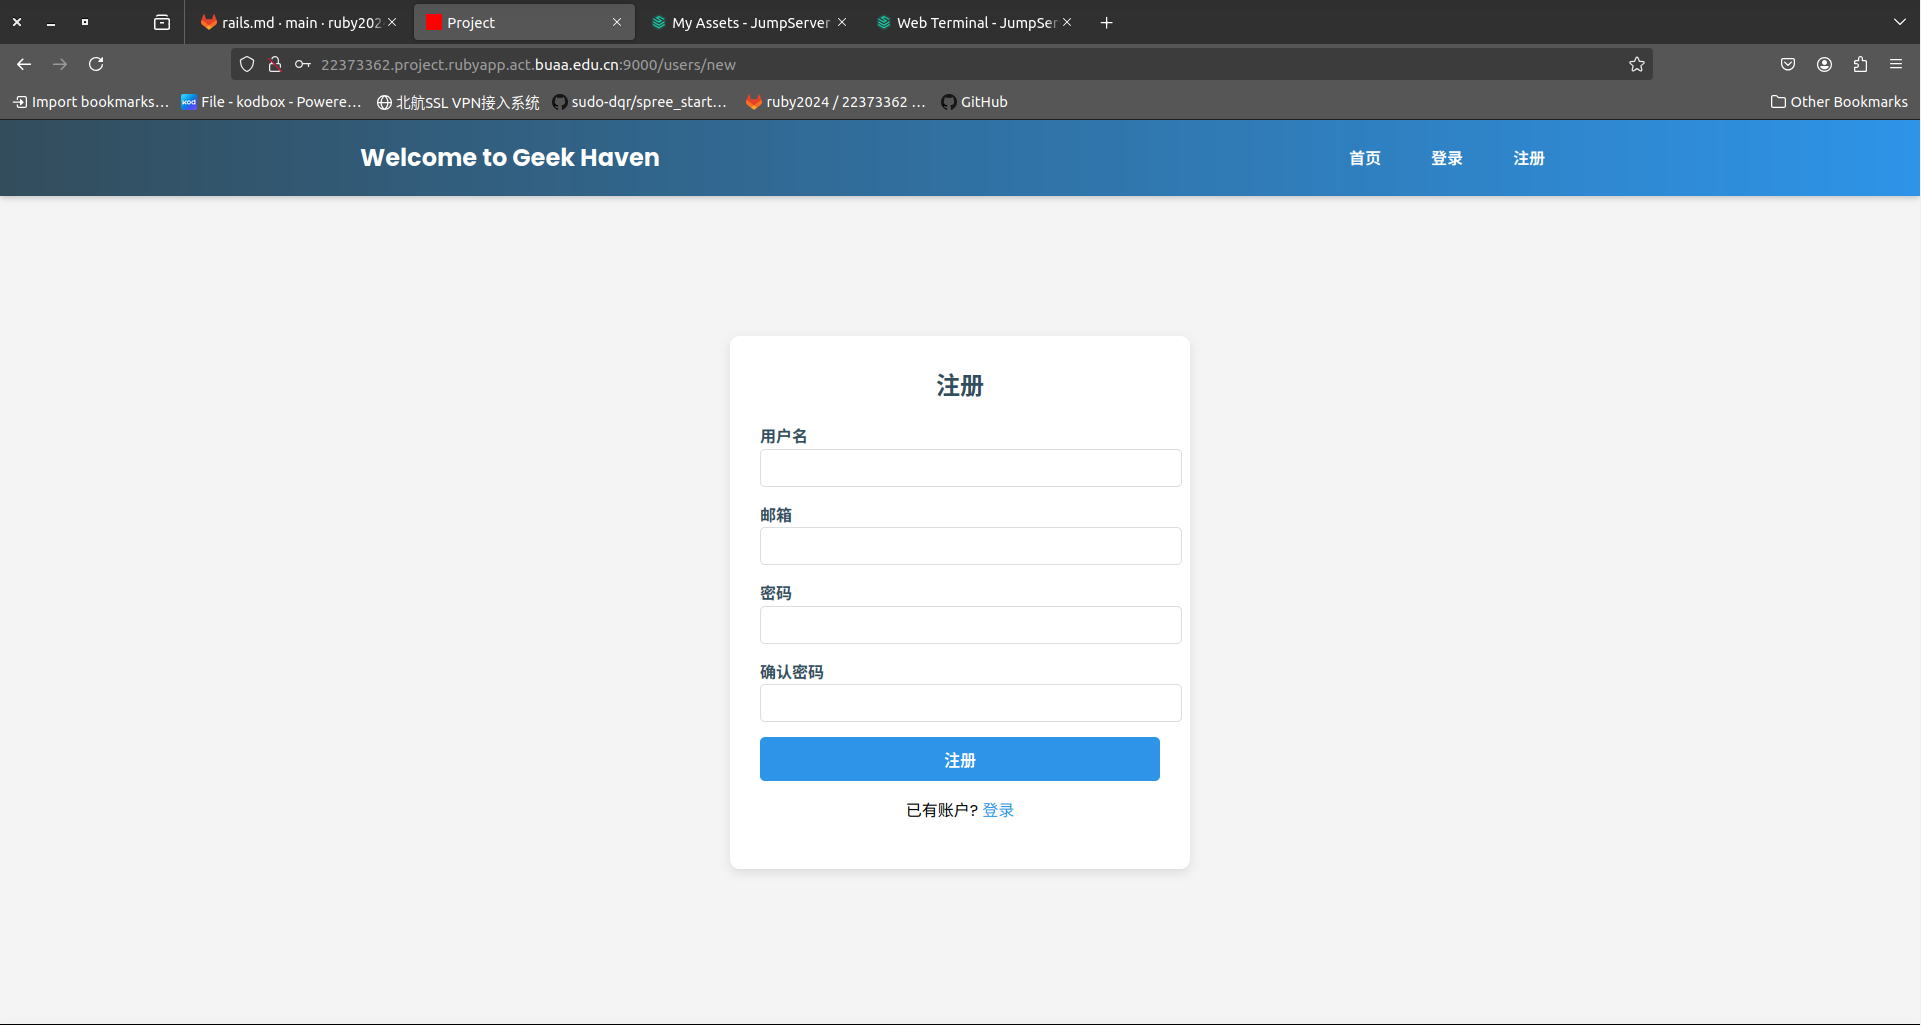 rails.md · main · ruby202
Project
My Assets - JumpServer
Web Terminal - JumpSer
22373362.project.rubyapp.act.buaa.edu.cn:9000/users/new
Import bookmarks...
File - kodbox - Powere...
北航SSL VPN接入系统
sudo-dqr/spree_start...
ruby2024 / 22373362 ...
GitHub
Other Bookmarks
Welcome to Geek Haven
首页
登录
注册
注册
用户名
邮箱
密码
确认密码
注册
已有账户? 登录